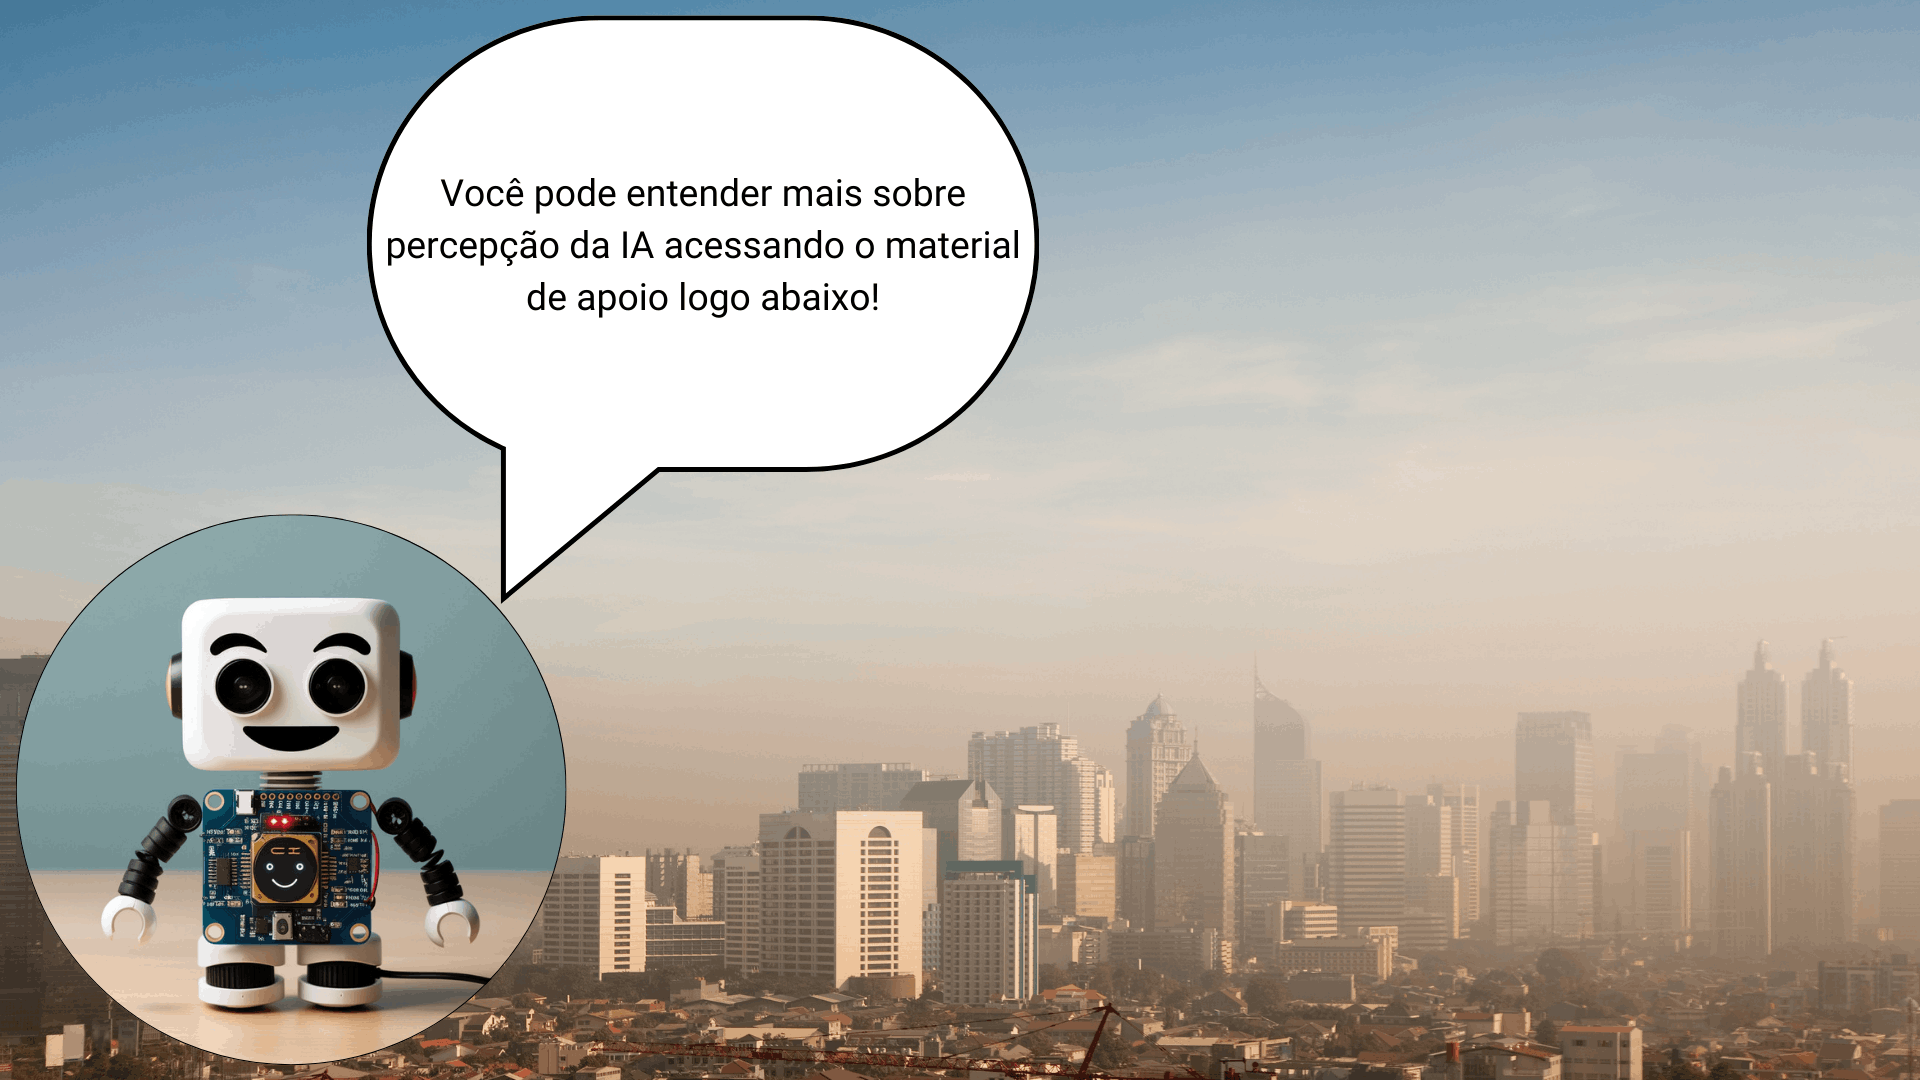 Você pode entender mais sobre
percepção da IA acessando o material
de apoio logo abaixo!